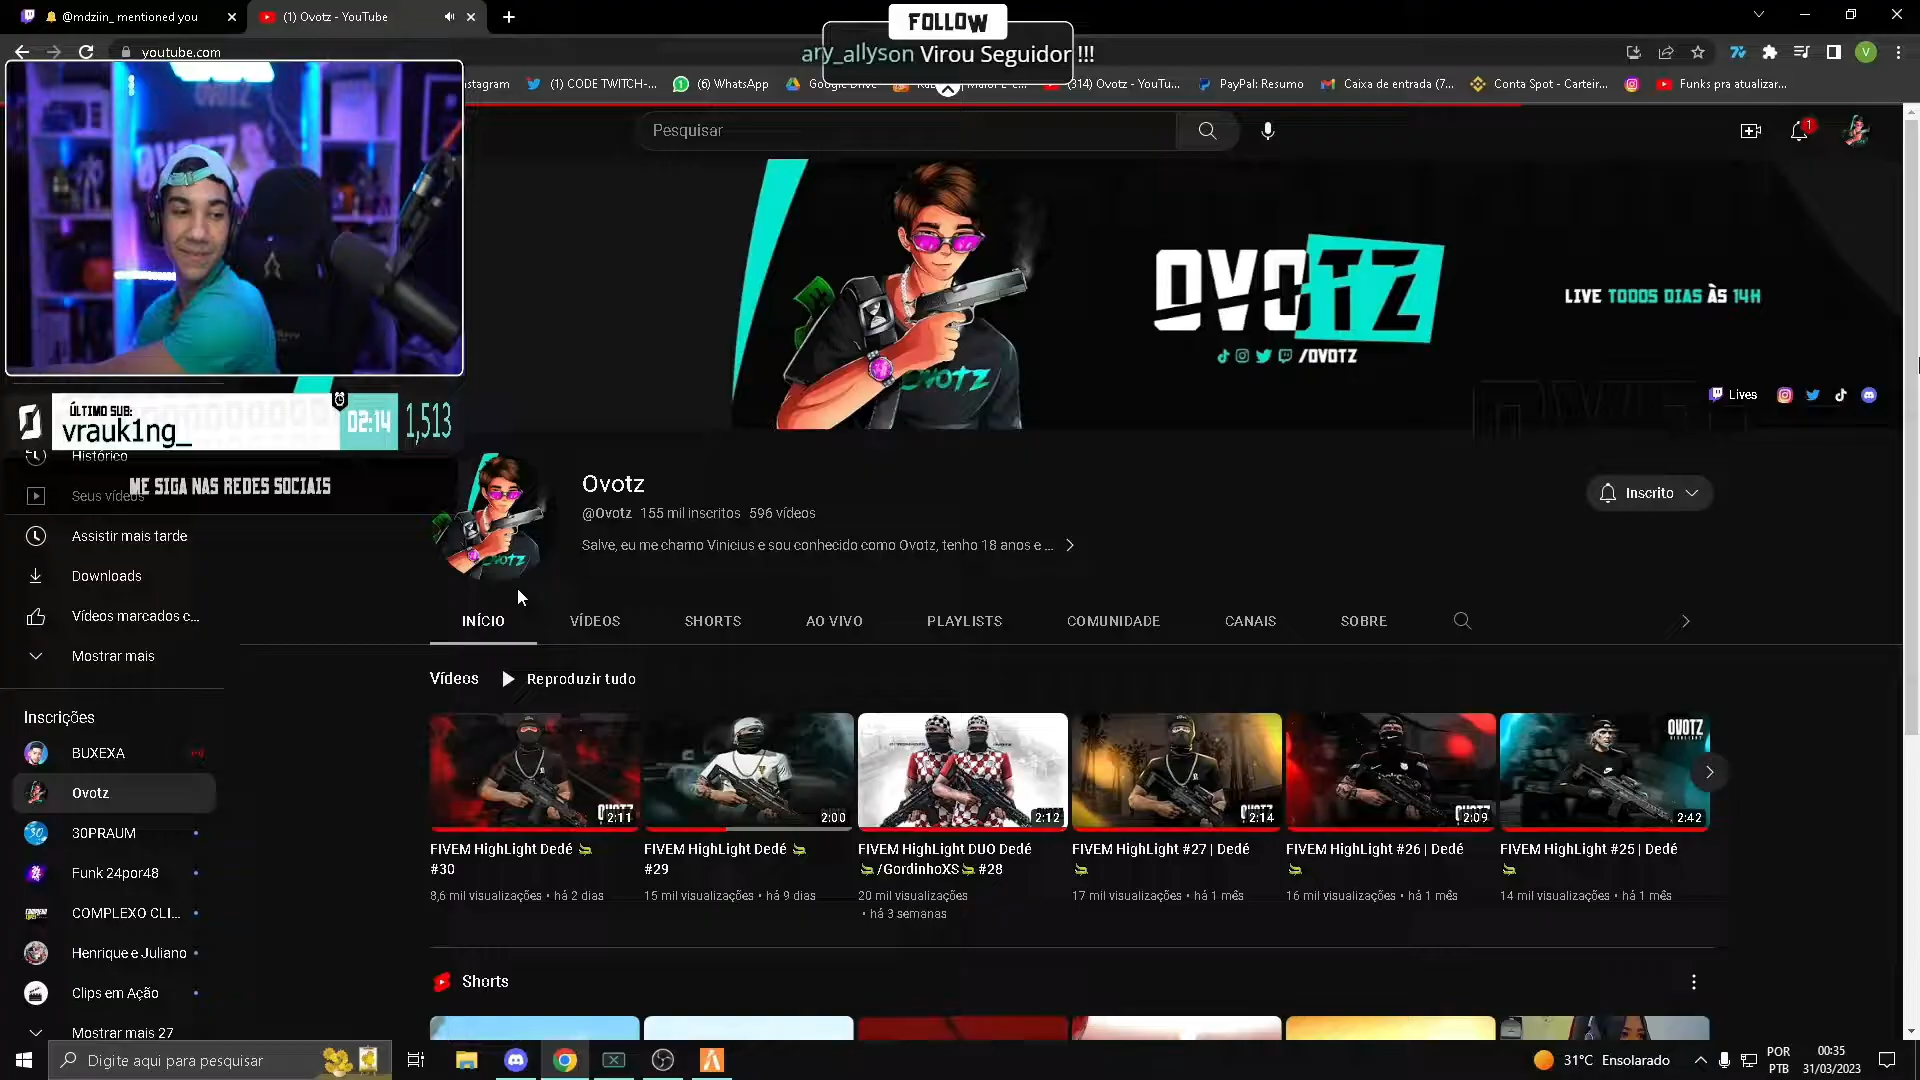 @mdziin_ mentioned you
(1) Ovotz - YouTube
FOLLOW
ary_allyson Virou Seguidor !!!
youtube.com
nstagram
(1) CODE TWITCH-...
(6) WhatsApp
Google Drive
(314) Ovotz - YouTu...
PayPal: Resumo
Caixa de entrada (7...
Conta Spot - Carteir...
Funks pra atualizar...
Pesquisar
1
OVOTZ
LIVE TODOS DIAS ÀS 14H
/OVOTZ
OVOTZ
Lives
ÚLTIMO SUB:
vrauk1ng_
02:14
1,513
Histórico
ME SIGA NAS REDES SOCIAIS
Seus vídeos
Assistir mais tarde
Downloads
Vídeos marcados c...
Mostrar mais
Inscrições
BUXEXA
Ovotz
30PRAUM
Funk 24por48
COMPLEXO CLI...
Henrique e Juliano
Clips em Ação
Mostrar mais 27
Ovotz
@Ovotz 155 mil inscritos 596 vídeos
Salve, eu me chamo Vinicius e sou conhecido como Ovotz, tenho 18 anos e ...
Inscrito
INÍCIO VÍDEOS SHORTS AO VIVO PLAYLISTS COMUNIDADE CANAIS SOBRE
Vídeos Reproduzir tudo
2:11
2:00
2:12
2:14
2:09
OVOTZ
2:42
FIVEM HighLight Dedé
#30
8,6 mil visualizações • há 2 dias
FIVEM HighLight Dedé
#29
15 mil visualizações • há 9 dias
FIVEM HighLight DUO Dedé
/GordinhoXS #28
20 mil visualizações
• há 3 semanas
FIVEM HighLight #27 | Dedé
17 mil visualizações • há 1 mês
FIVEM HighLight #26 | Dedé
16 mil visualizações • há 1 mês
FIVEM HighLight #25 | Dedé
14 mil visualizações • há 1 mês
Shorts
Digite aqui para pesquisar
31°C Ensolarado
POR
PTB
00:35
31/03/2023